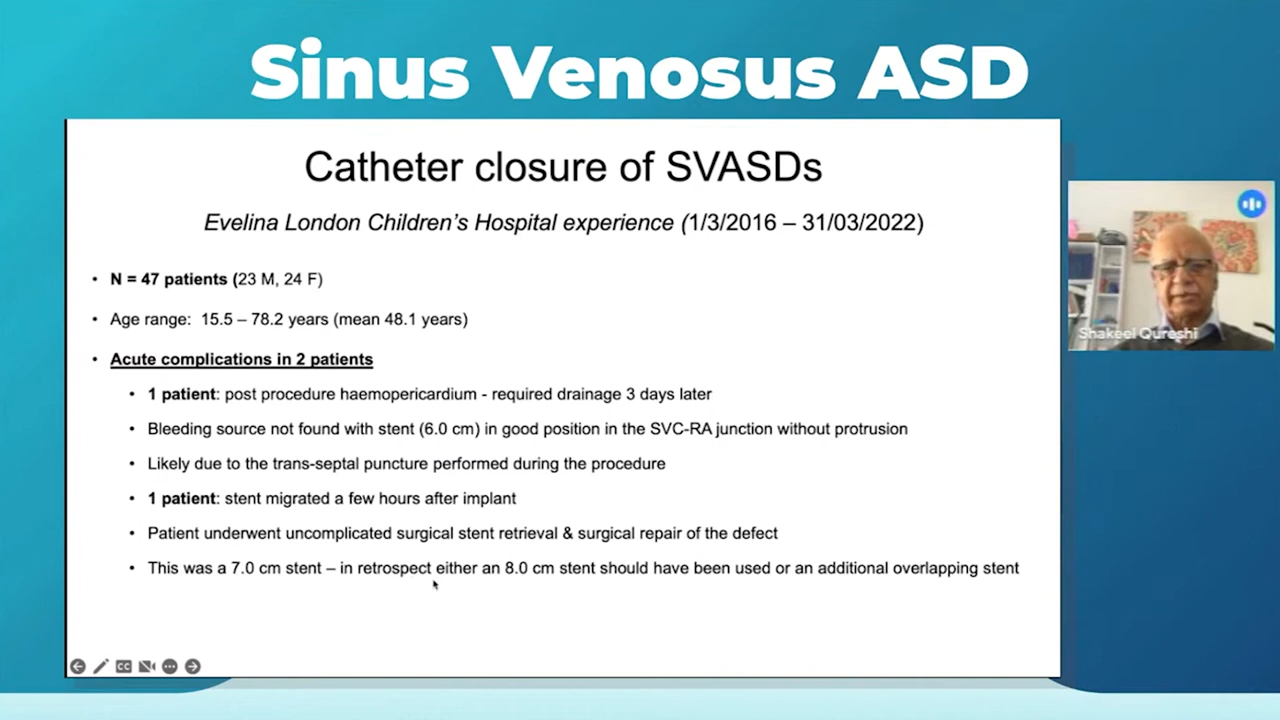 Sinus Venosus ASD
Catheter closure of SVASDs
Evelina London Children's Hospital experience (1/3/2016 – 31/03/2022)
• N = 47 patients (23 M, 24 F)
• Age range: 15.5 – 78.2 years (mean 48.1 years)
• Acute complications in 2 patients
• 1 patient: post procedure haemopericardium - required drainage 3 days later
• Bleeding source not found with stent (6.0 cm) in good position in the SVC-RA junction without protrusion
• Likely due to the trans-septal puncture performed during the procedure
• 1 patient: stent migrated a few hours after implant
• Patient underwent uncomplicated surgical stent retrieval & surgical repair of the defect
• This was a 7.0 cm stent – in retrospect either an 8.0 cm stent should have been used or an additional overlapping stent
Shakeel Qureshi
CC